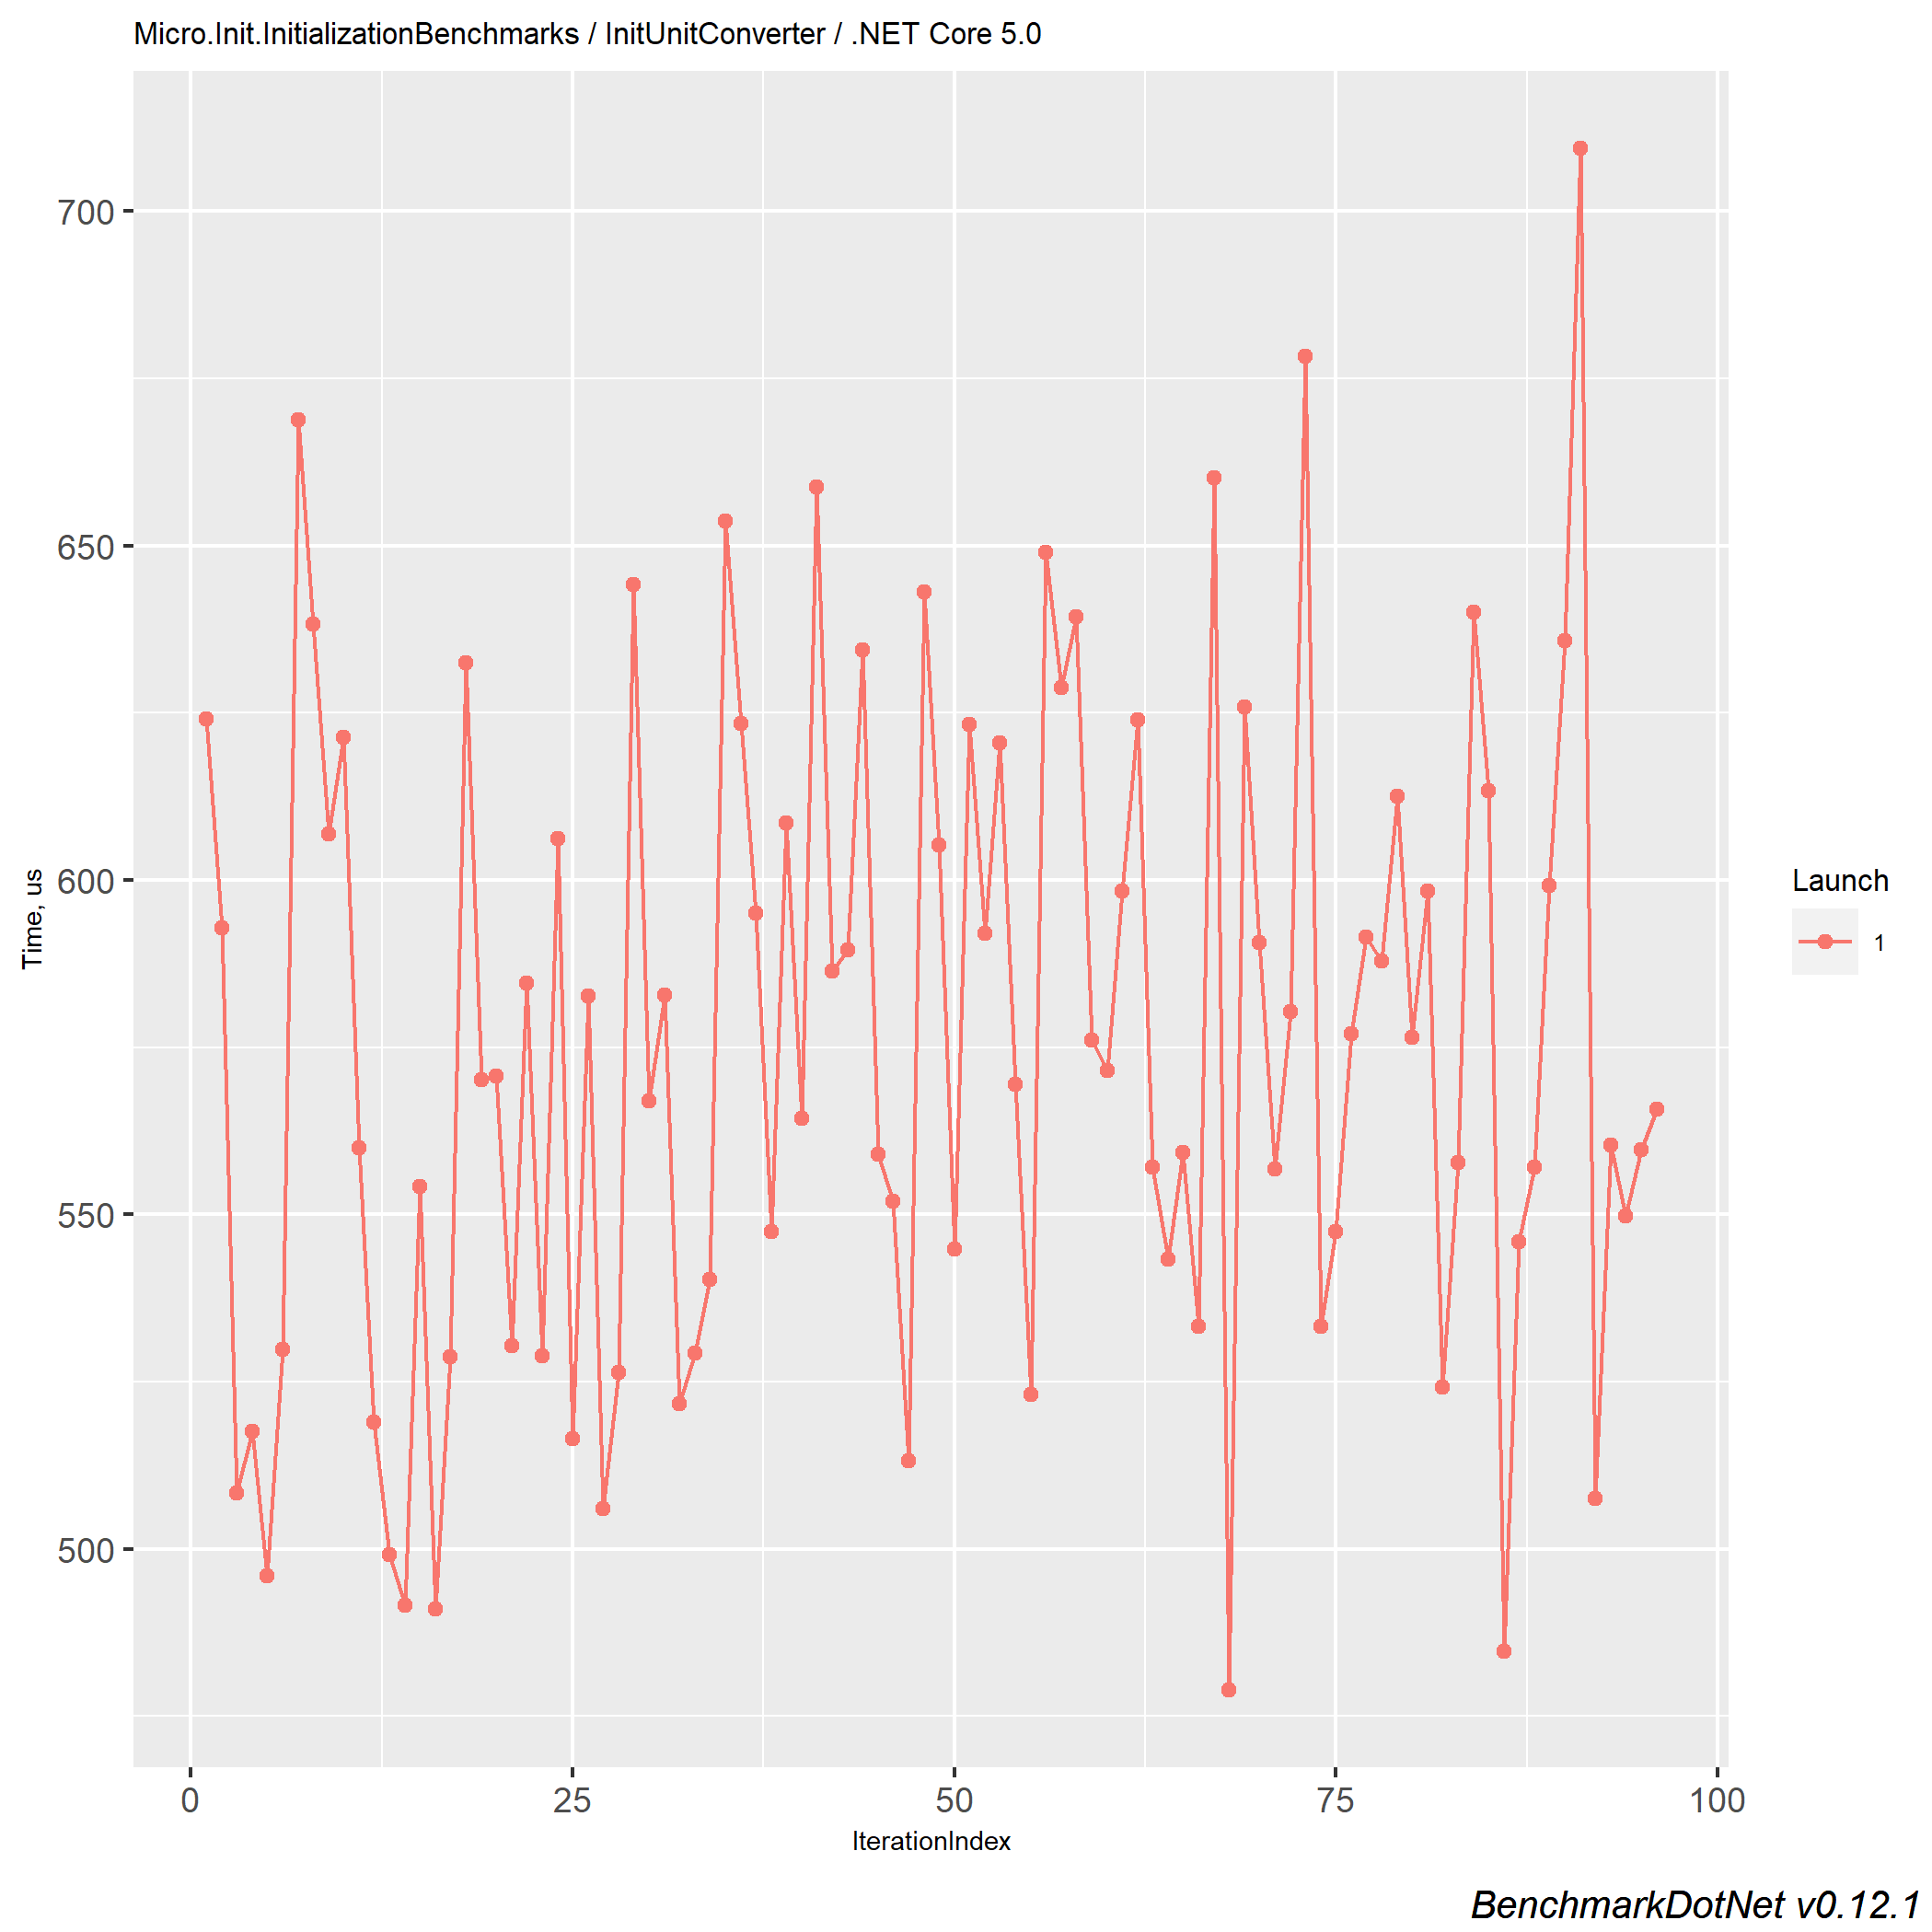 Micro.Init.InitializationBenchmarks / InitUnitConverter / .NET Core 5.0
700
650
600
550
500
Time, us
0 25 50 75 100
IterationIndex
Launch
1
BenchmarkDotNet v0.12.1